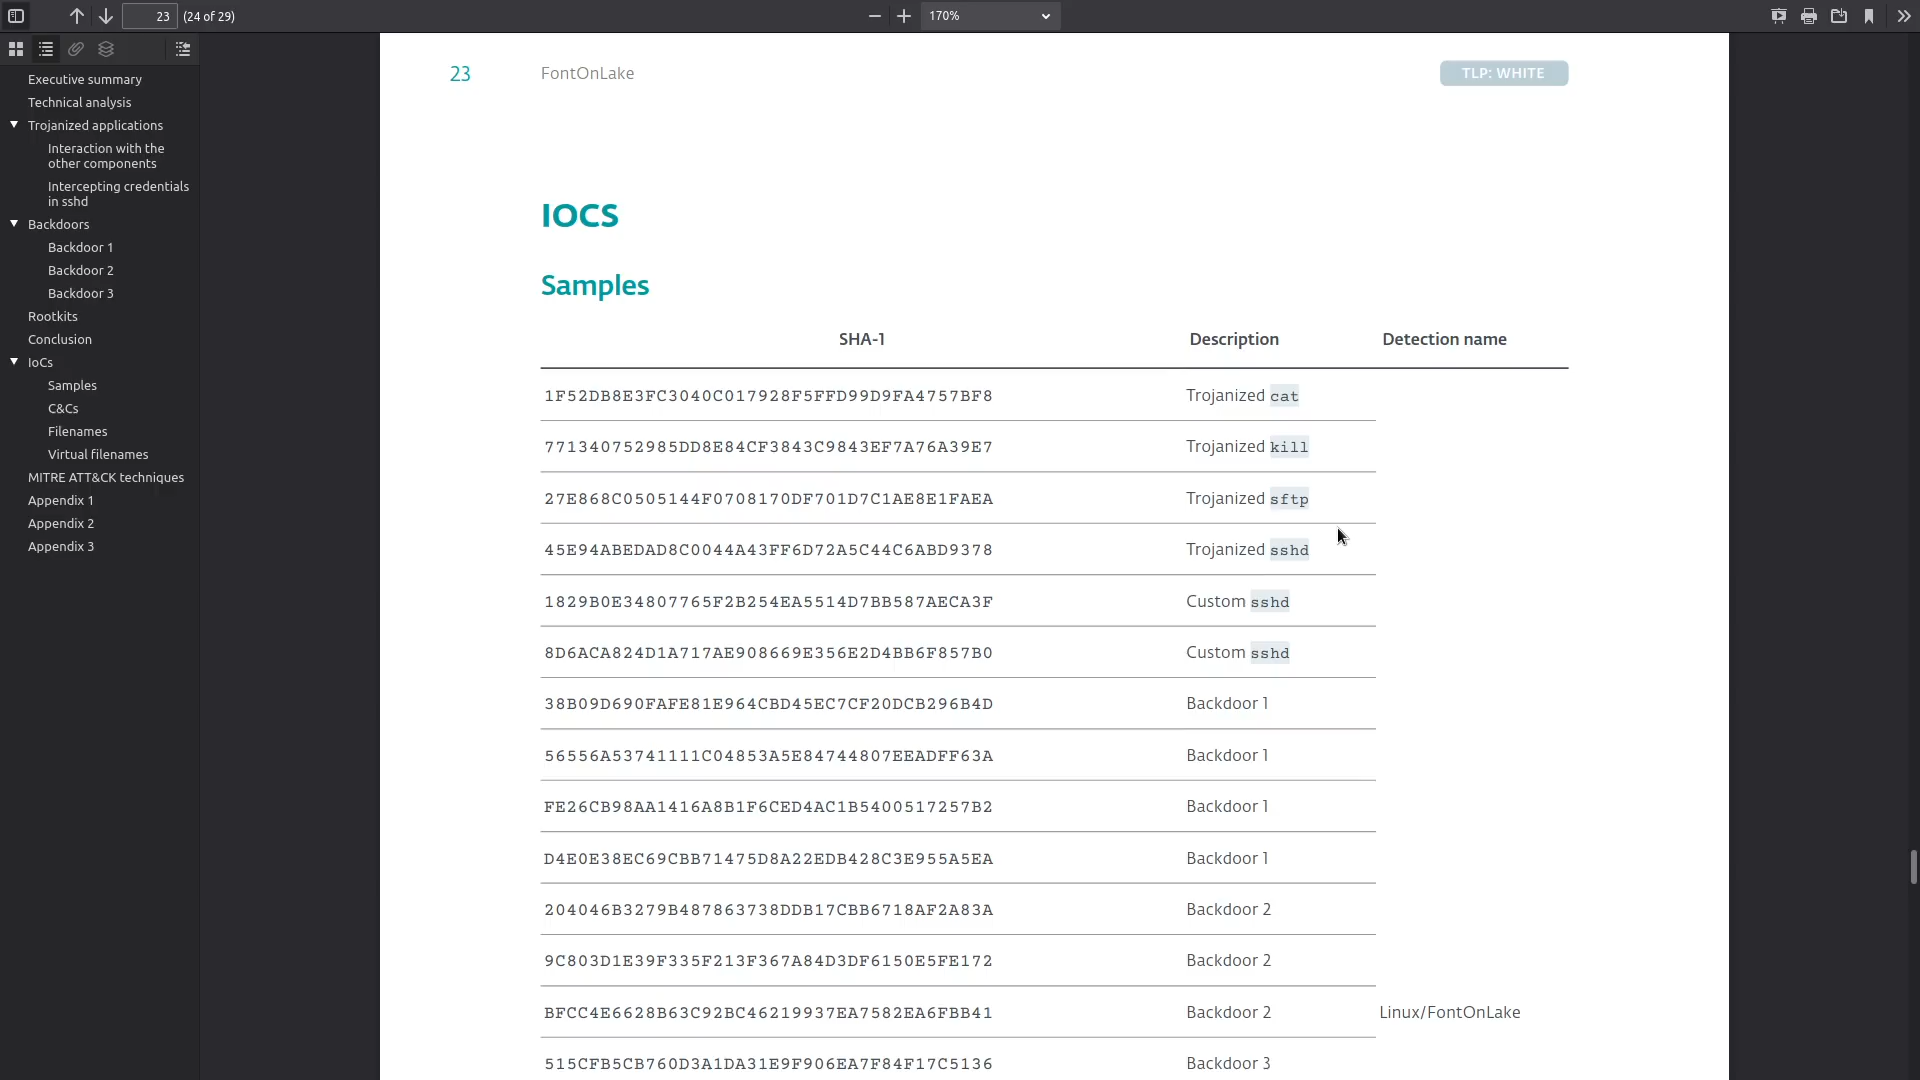 23 (24 of 29) 170%
Executive summary
Technical analysis
Trojanized applications
Interaction with the
other components
Intercepting credentials
in sshd
Backdoors
Backdoor 1
Backdoor 2
Backdoor 3
Rootkits
Conclusion
IoCs
Samples
C&Cs
Filenames
Virtual filenames
MITRE ATT&CK techniques
Appendix 1
Appendix 2
Appendix 3
23 FontOnLake TLP: WHITE
IOCS
Samples
SHA-1 Description Detection name
1F52DB8E3FC3040C017928F5FFD99D9FA4757BF8 Trojanized cat
771340752985DD8E84CF3843C9843EF7A76A39E7 Trojanized kill
27E868C0505144F0708170DF701D7C1AE8E1FAEA Trojanized sftp
45E94ABEDAD8C0044A43FF6D72A5C44C6ABD9378 Trojanized sshd
1829B0E34807765F2B254EA5514D7BB587AECA3F Custom sshd
8D6ACA824D1A717AE908669E356E2D4BB6F857B0 Custom sshd
38B09D690FAFE81E964CBD45EC7CF20DCB296B4D Backdoor 1
56556A53741111C04853A5E84744807EEADFF63A Backdoor 1
FE26CB98AA1416A8B1F6CED4AC1B5400517257B2 Backdoor 1
D4E0E38EC69CBB71475D8A22EDB428C3E955A5EA Backdoor 1
204046B3279B487863738DDB17CBB6718AF2A83A Backdoor 2
9C803D1E39F335F213F367A84D3DF6150E5FE172 Backdoor 2
BFCC4E6628B63C92BC46219937EA7582EA6FBB41 Backdoor 2 Linux/FontOnLake
515CFB5CB760D3A1DA31E9F906EA7F84F17C5136 Backdoor 3